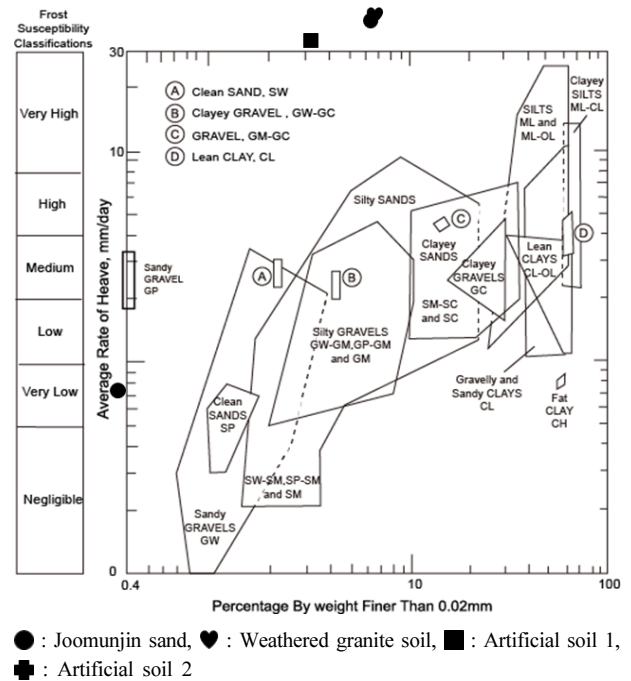 Frost
Susceptibility
Classifications
Very High
High
Medium
Low
Very Low
Negligible
Average Rate of Heave, mm/day
30
10
0
0.4
10
100
Percentage By weight Finer Than 0.02mm
A Clean SAND, SW
B Clayey GRAVEL , GW-GC
C GRAVEL, GM-GC
D Lean CLAY, CL
Sandy
GRAVEL
GP
A
B
C
D
Silty SANDS
SILTS
ML and
ML-OL
Clayey
SILTS
ML-CL
Clayey
SANDS
SM-SC
and SC
Clayey
GRAVELS
GC
Lean
CLAYS
CL-OL
Silty GRAVELS
GW-GM,GP-GM
and GM
Clean
SANDS
SP
SW-SM,SP-SM
and SM
Sandy
GRAVELS
GW
Gravelly and
Sandy CLAYS
CL
Fat
CLAY
CH
● : Joomunjin sand, ♥ : Weathered granite soil, ■ : Artificial soil 1,
✚ : Artificial soil 2